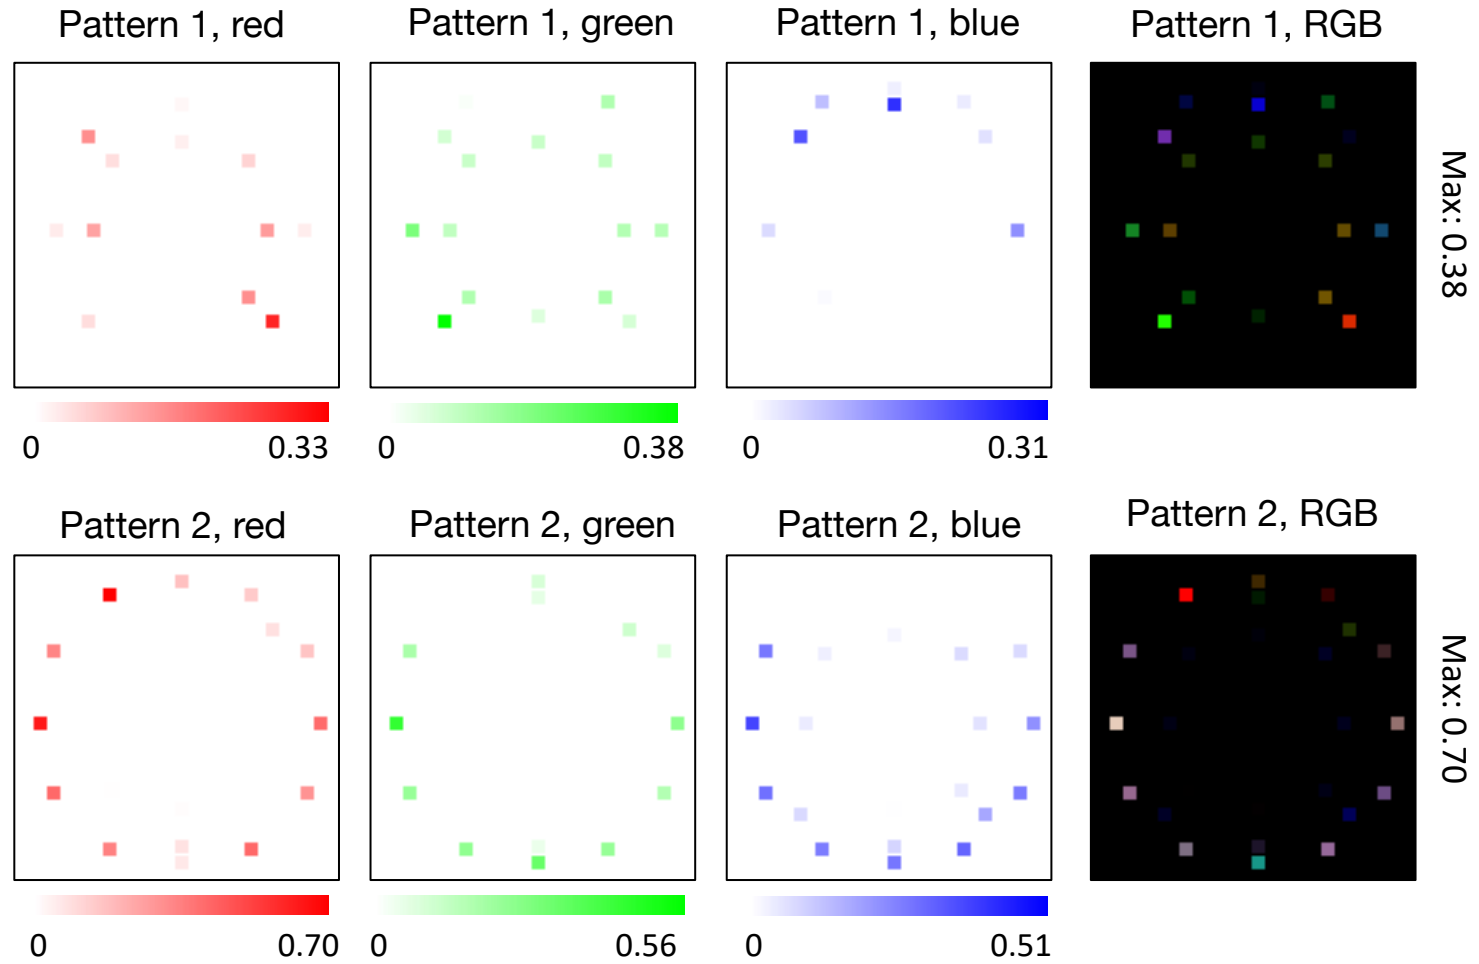 Pattern 1, red
Pattern 1, green
Pattern 1, blue
Pattern 1, RGB
Max: 0.38
0
0.33
0
0.38
0
0.31
Pattern 2, red
Pattern 2, green
Pattern 2, blue
Pattern 2, RGB
Max: 0.70
0
0.70
0
0.56
0
0.51